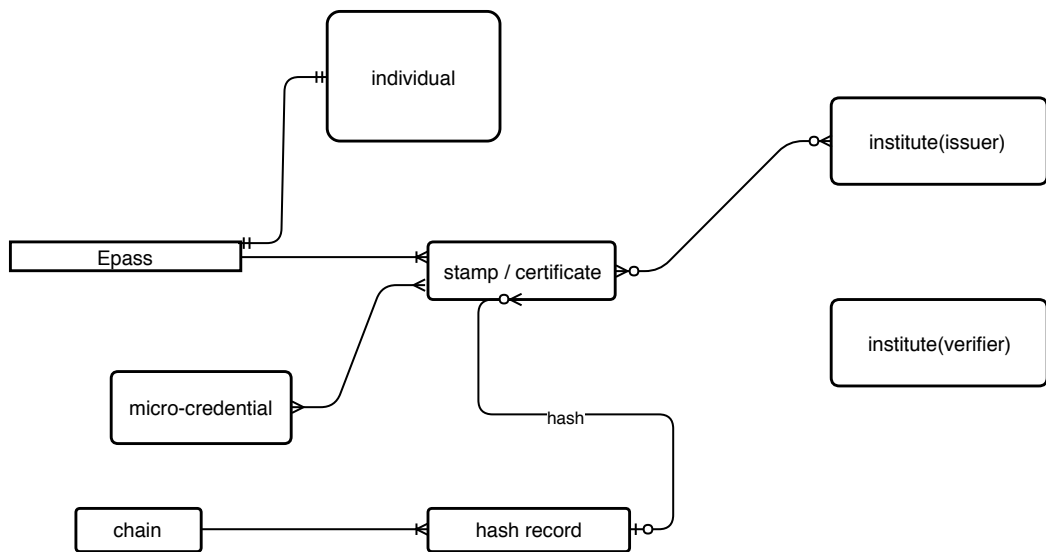 individual
institute(issuer)
Epass
stamp / certificate
institute(verifier)
micro-credential
hash
chain
hash record